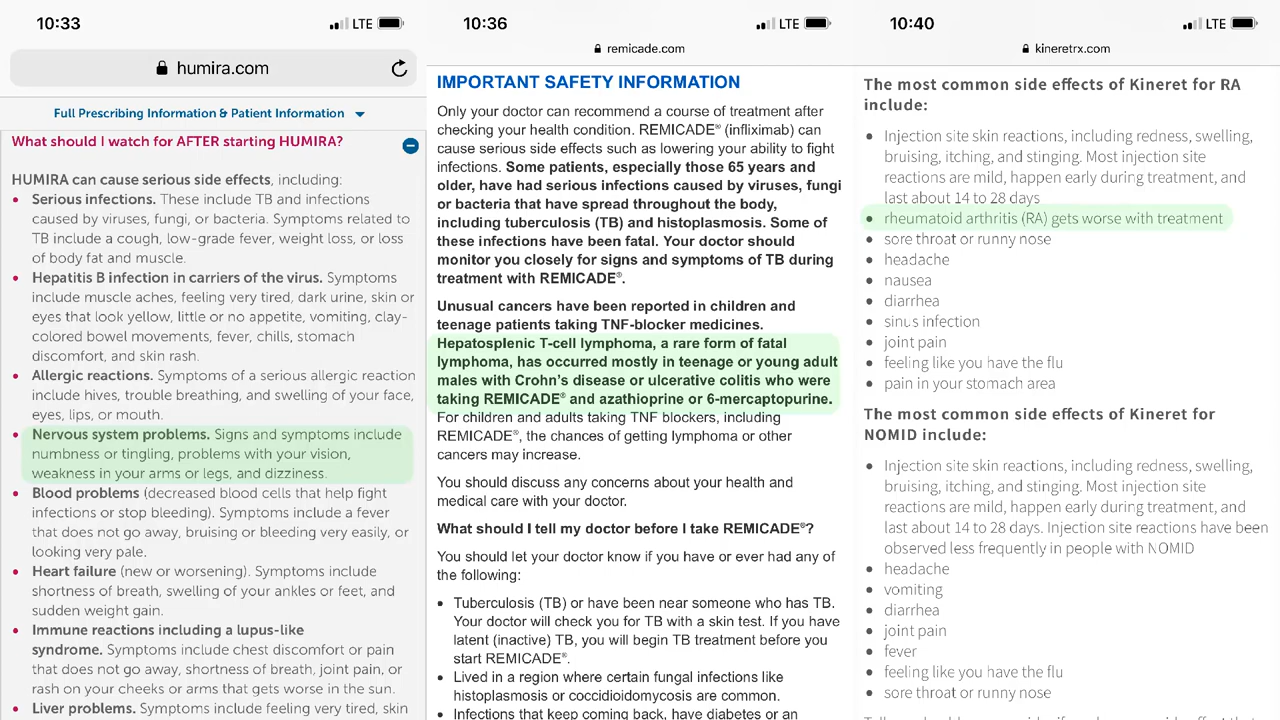 10:33
LTE
humira.com
Full Prescribing Information & Patient Information
What should I watch for AFTER starting HUMIRA?
HUMIRA can cause serious side effects, including:
• Serious infections. These include TB and infections
caused by viruses, fungi, or bacteria. Symptoms related to
TB include a cough, low-grade fever, weight loss, or loss
of body fat and muscle.
• Hepatitis B infection in carriers of the virus. Symptoms
include muscle aches, feeling very tired, dark urine, skin or
eyes that look yellow, little or no appetite, vomiting, clay-
colored bowel movements, fever, chills, stomach
discomfort, and skin rash.
• Allergic reactions. Symptoms of a serious allergic reaction
include hives, trouble breathing, and swelling of your face,
eyes, lips, or mouth.
• Nervous system problems. Signs and symptoms include
numbness or tingling, problems with your vision,
weakness in your arms or legs, and dizziness.
• Blood problems (decreased blood cells that help fight
infections or stop bleeding). Symptoms include a fever
that does not go away, bruising or bleeding very easily, or
looking very pale.
• Heart failure (new or worsening). Symptoms include
shortness of breath, swelling of your ankles or feet, and
sudden weight gain.
• Immune reactions including a lupus-like
syndrome. Symptoms include chest discomfort or pain
that does not go away, shortness of breath, joint pain, or
rash on your cheeks or arms that gets worse in the sun.
• Liver problems. Symptoms include feeling very tired, skin
10:36
LTE
remicade.com
IMPORTANT SAFETY INFORMATION
Only your doctor can recommend a course of treatment after
checking your health condition. REMICADE® (infliximab) can
cause serious side effects such as lowering your ability to fight
infections. Some patients, especially those 65 years and
older, have had serious infections caused by viruses, fungi
or bacteria that have spread throughout the body,
including tuberculosis (TB) and histoplasmosis. Some of
these infections have been fatal. Your doctor should
monitor you closely for signs and symptoms of TB during
treatment with REMICADE®.
Unusual cancers have been reported in children and
teenage patients taking TNF-blocker medicines.
Hepatosplenic T-cell lymphoma, a rare form of fatal
lymphoma, has occurred mostly in teenage or young adult
males with Crohn's disease or ulcerative colitis who were
taking REMICADE® and azathioprine or 6-mercaptopurine.
For children and adults taking TNF blockers, including
REMICADE®, the chances of getting lymphoma or other
cancers may increase.
You should discuss any concerns about your health and
medical care with your doctor.
What should I tell my doctor before I take REMICADE®?
You should let your doctor know if you have or ever had any of
the following:
• Tuberculosis (TB) or have been near someone who has TB.
Your doctor will check you for TB with a skin test. If you have
latent (inactive) TB, you will begin TB treatment before you
start REMICADE®.
• Lived in a region where certain fungal infections like
histoplasmosis or coccidioidomycosis are common.
• Infections that keep coming back, have diabetes or an
10:40
LTE
kineretrx.com
The most common side effects of Kineret for RA
include:
• Injection site skin reactions, including redness, swelling,
bruising, itching, and stinging. Most injection site
reactions are mild, happen early during treatment, and
last about 14 to 28 days
• rheumatoid arthritis (RA) gets worse with treatment
• sore throat or runny nose
• headache
• nausea
• diarrhea
• sinus infection
• joint pain
• feeling like you have the flu
• pain in your stomach area
The most common side effects of Kineret for
NOMID include:
• Injection site skin reactions, including redness, swelling,
bruising, itching, and stinging. Most injection site
reactions are mild, happen early during treatment, and
last about 14 to 28 days. Injection site reactions have been
observed less frequently in people with NOMID
• headache
• vomiting
• diarrhea
• joint pain
• fever
• feeling like you have the flu
• sore throat or runny nose